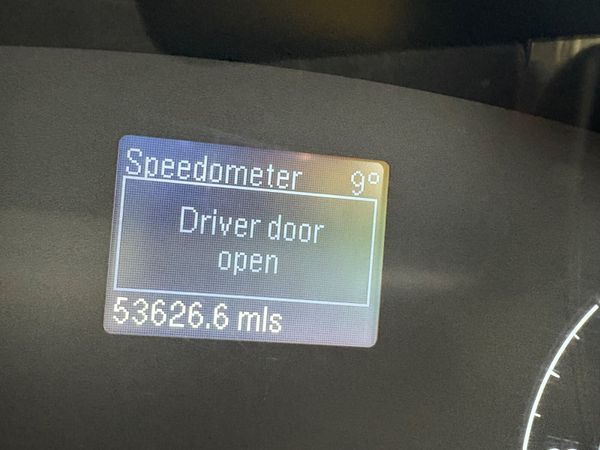 Speedometer 9°
Driver door
open
53626.6 mls